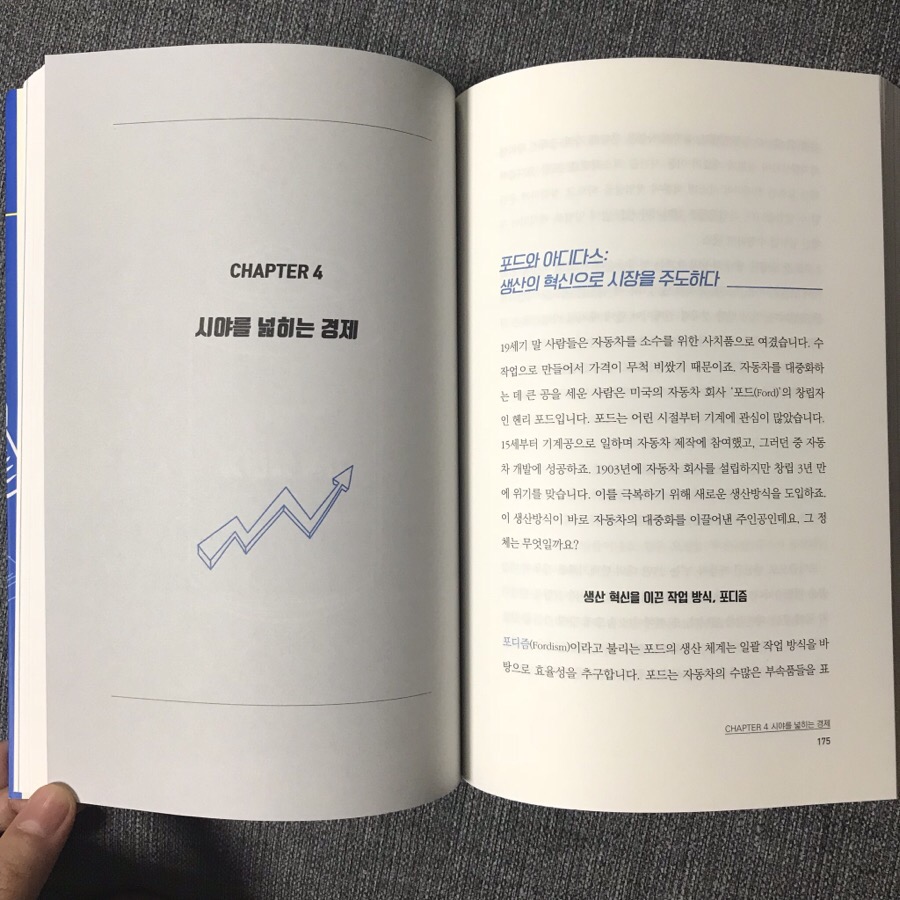 CHAPTER 4
시야를 넓히는 경제
포드와 아디다스:
생산의 혁신으로 시장을 주도하다
19세기 말 사람들은 자동차를 소수를 위한 사치품으로 여겼습니다. 수
작업으로 만들어서 가격이 무척 비쌌기 때문이죠. 자동차를 대중화하
는 데 큰 공을 세운 사람은 미국의 자동차 회사 '포드(Ford)'의 창립자
인 헨리 포드입니다. 포드는 어린 시절부터 기계에 관심이 많았습니다.
15세부터 기계공으로 일하며 자동차 제작에 참여했고, 그러던 중 자동
차 개발에 성공하죠. 1903년에 자동차 회사를 설립하지만 창립 3년 만
에 위기를 맞습니다. 이를 극복하기 위해 새로운 생산방식을 도입하죠.
이 생산방식이 바로 자동차의 대중화를 이끌어낸 주인공인데요, 그 정
체는 무엇일까요?
생산 혁신을 이끈 작업 방식, 포디즘
포디즘(Fordism)이라고 불리는 포드의 생산 체계는 일괄 작업 방식을 바
탕으로 효율성을 추구합니다. 포드는 자동차의 수많은 부속품들을 표
CHAPTER 4 시야를 넓히는 경제
175